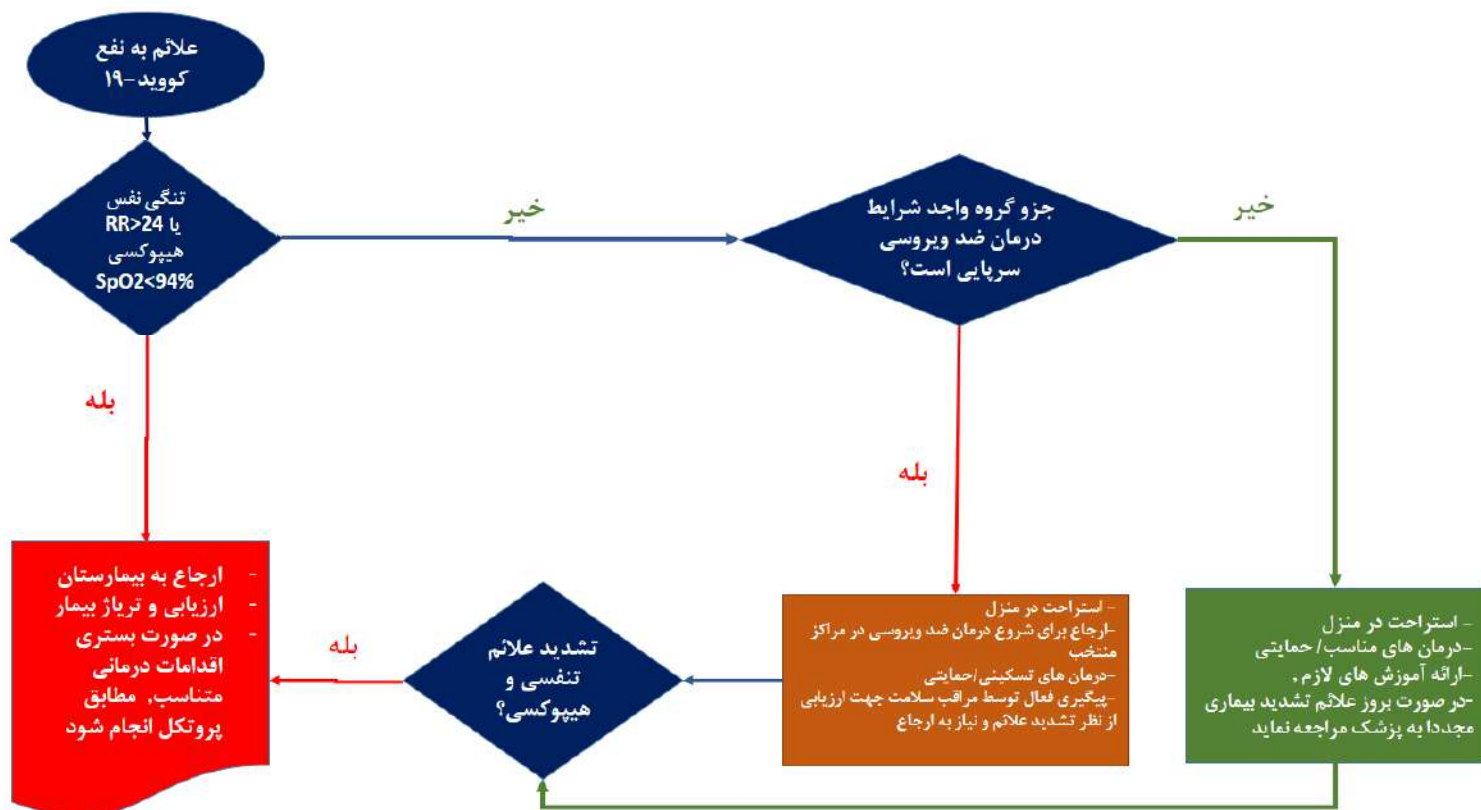 علائم به نفع
کووید-۱۹
تنگی نفس
یا RR>24
هیپوکسی
SpO2<94%
خیر
جزو گروه واجد شرایط
درمان ضد ویروسی
سرپایی است؟
خیر
بله
بله
- ارجاع به بیمارستان
- ارزیابی و تریاژ بیمار
- در صورت بستری
اقدامات درمانی
متناسب, مطابق
پروتکل انجام شود
بله
تشدید علائم
تنفسی و
هیپوکسی؟
- استراحت در منزل
-ارجاع برای شروع درمان ضد ویروسی در مراکز
منتخب
-درمان های تسکینی/حمایتی
-پیگیری فعال توسط مراقب سلامت جهت ارزیابی
از نظر تشدید علائم و نیاز به ارجاع
- استراحت در منزل
-درمان های مناسب/ حمایتی
-ارائه آموزش های لازم ,
-در صورت بروز علائم تشدید بیماری
مجددا به پزشک مراجعه نماید